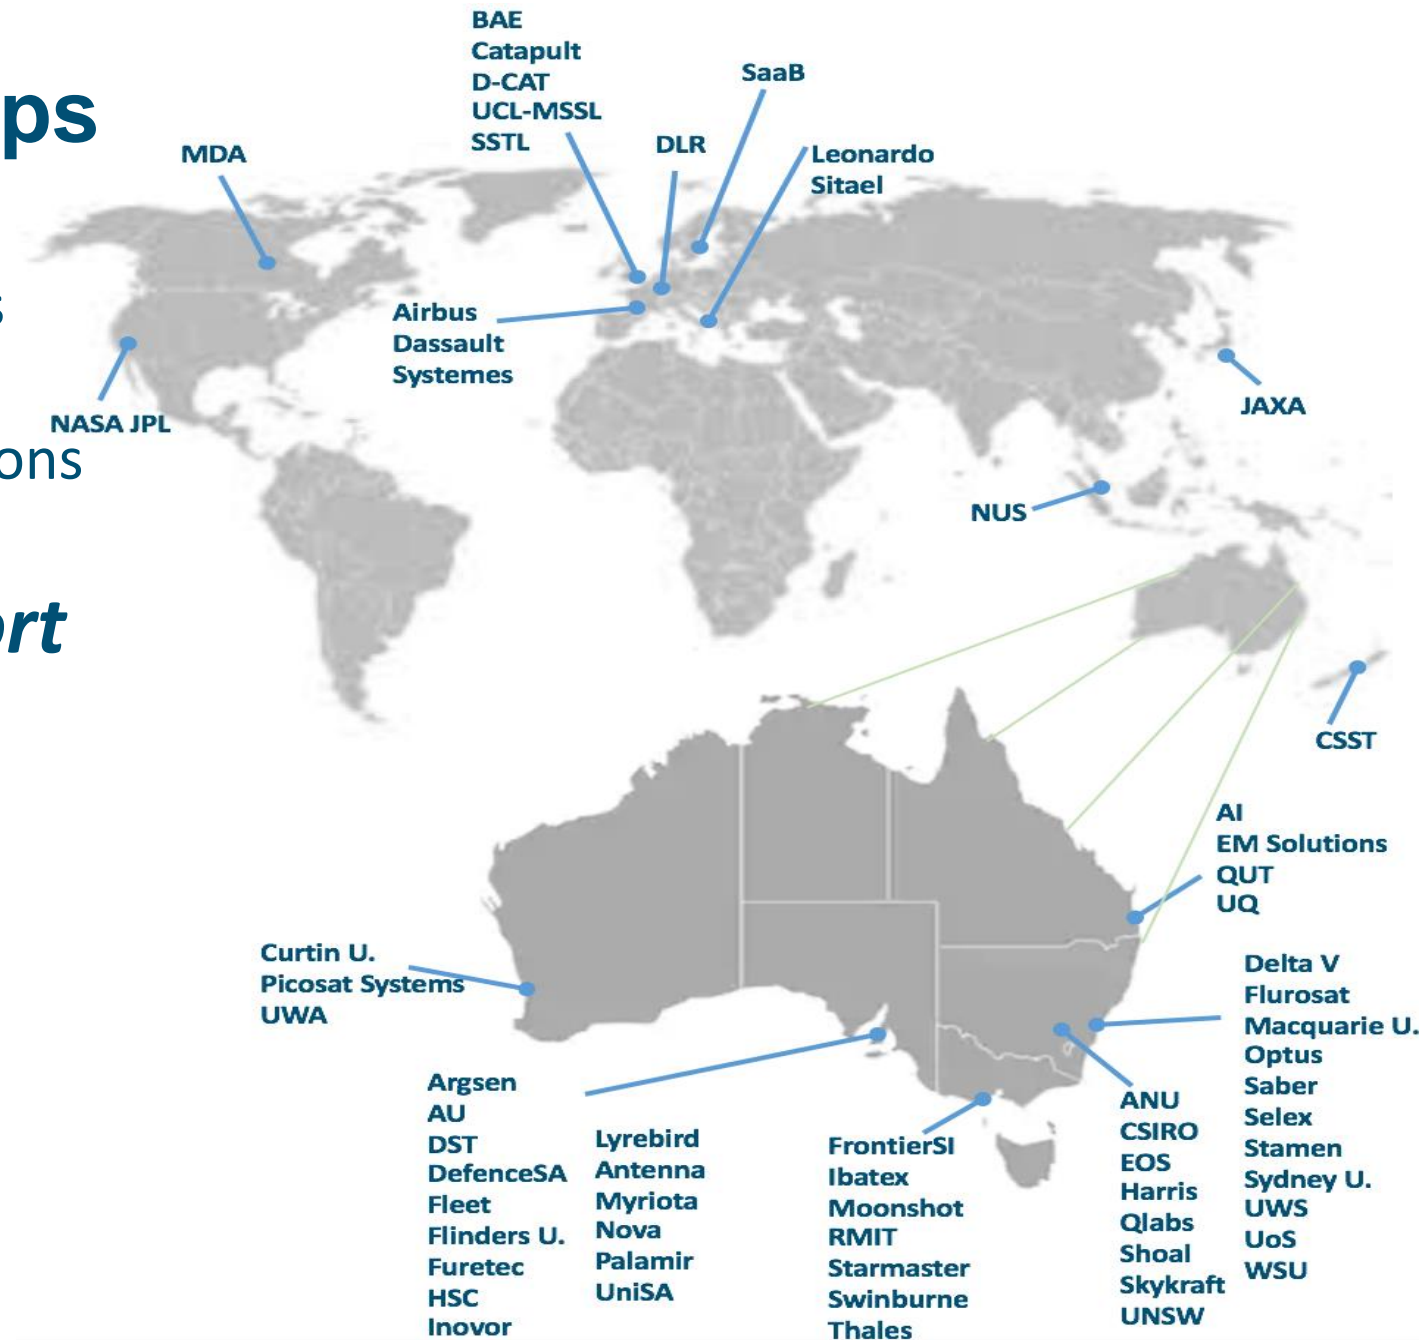 ps
s
ons
ort
BAE
Catapult
D-CAT
UCL-MSSL
SSTL
SaaB
MDA
DLR
Leonardo
Sitael
Airbus
Dassault
Systemes
NASA JPL
JAXA
NUS
CSST
AI
EM Solutions
QUT
UQ
Curtin U.
Picosat Systems
UWA
Argsen
AU
DST
DefenceSA
Fleet
Flinders U.
Furetec
HSC
Inovor
Lyrebird
Antenna
Myriota
Nova
Palamir
UniSA
FrontierSI
Ibatex
Moonshot
RMIT
Starmaster
Swinburne
Thales
ANU
CSIRO
EOS
Harris
Qlabs
Shoal
Skykraft
UNSW
Delta V
Flurosat
Macquarie U.
Optus
Saber
Selex
Stamen
Sydney U.
UWS
UoS
WSU